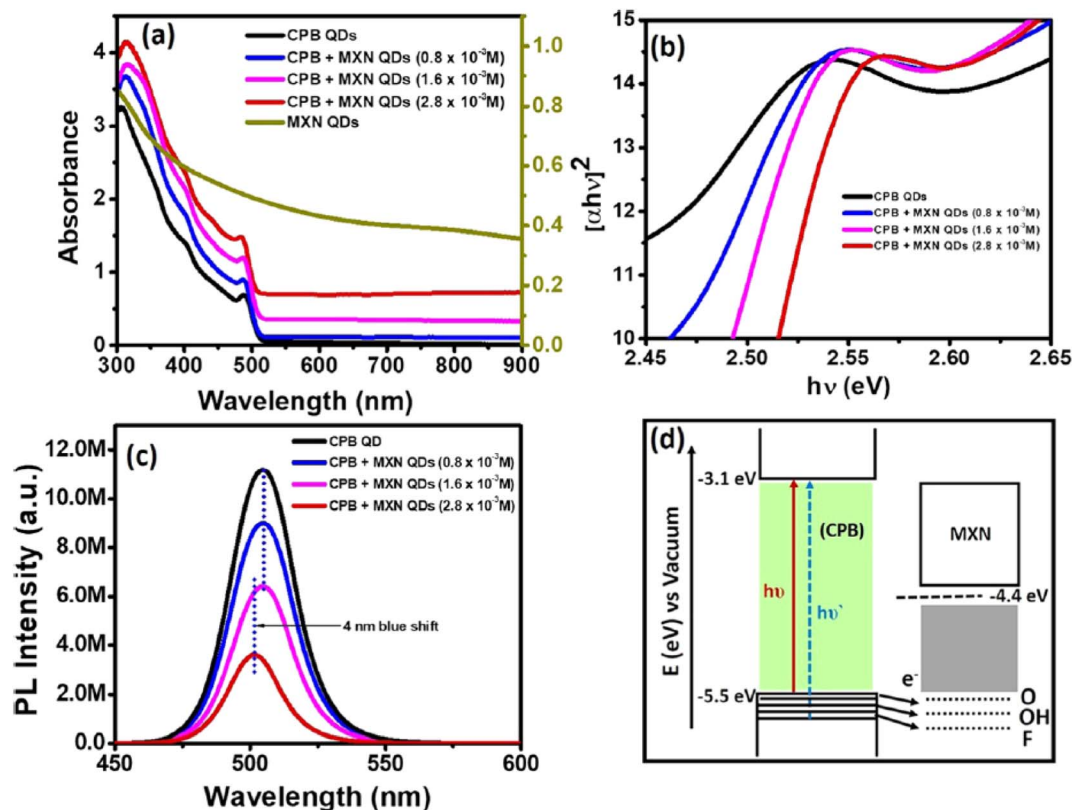 (a)
CPB QDs
CPB + MXN QDs (0.8 x 10⁻³M)
CPB + MXN QDs (1.6 x 10⁻³M)
CPB + MXN QDs (2.8 x 10⁻³M)
MXN QDs
4
3
2
1
0
1.0
0.8
0.6
0.4
0.2
0.0
Absorbance
300 400 500 600 700 800 900
Wavelength (nm)
(b)
15
14
13
12
11
10
[αhν]²
CPB QDs
CPB + MXN QDs (0.8 x 10⁻³M)
CPB + MXN QDs (1.6 x 10⁻³M)
CPB + MXN QDs (2.8 x 10⁻³M)
2.45 2.50 2.55 2.60 2.65
hν (eV)
(c)
CPB QD
CPB + MXN QDs (0.8 x 10⁻³M)
CPB + MXN QDs (1.6 x 10⁻³M)
CPB + MXN QDs (2.8 x 10⁻³M)
12.0M
10.0M
8.0M
6.0M
4.0M
2.0M
0.0
PL Intensity (a.u.)
4 nm blue shift
450 500 550 600
Wavelength (nm)
(d)
E (eV) vs Vacuum
-3.1 eV
(CPB)
MXN
hυ
hυ`
-4.4 eV
e⁻
-5.5 eV
O
OH
F